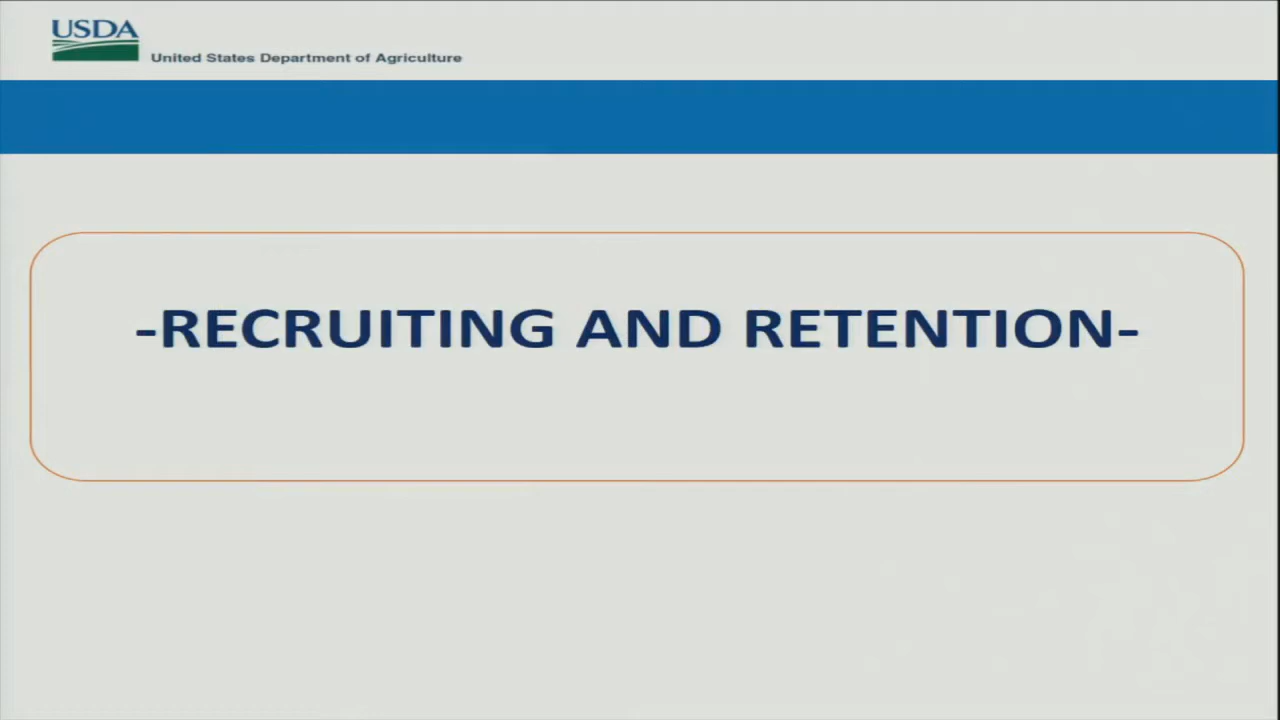 USDA
United States Department of Agriculture
-RECRUITING AND RETENTION-